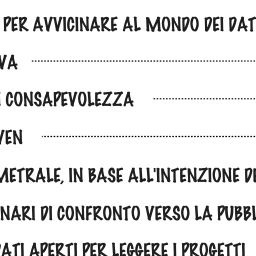 PER AVVICINARE AL MONDO DEI DAT
VA
CONSAPEVOLEZZA
VEN
METRALE, IN BASE ALL'INTENZIONE D
NARI DI CONFRONTO VERSO LA PUBBL
ATI APERTI PER LEGGERE I PROGETTI